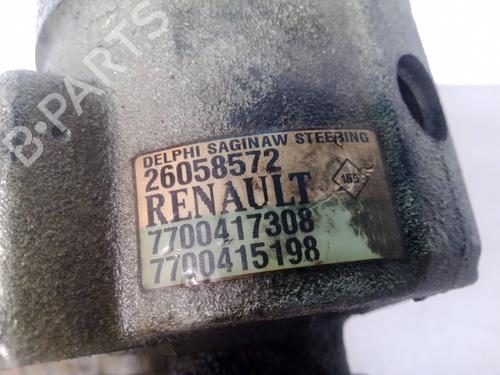 B-PARTS
DELPHI SAGINAW STEERING
26058572
RENAULT
7700417308
7700415198